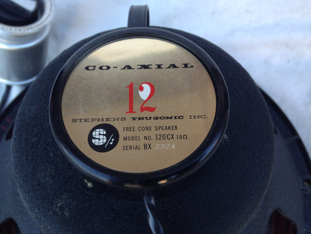 CO-AXIAL
12
STEPHENS TRUSONIC INC.
FREE CONE SPEAKER
MODEL NO. 120CX 16Ω
SERIAL BX